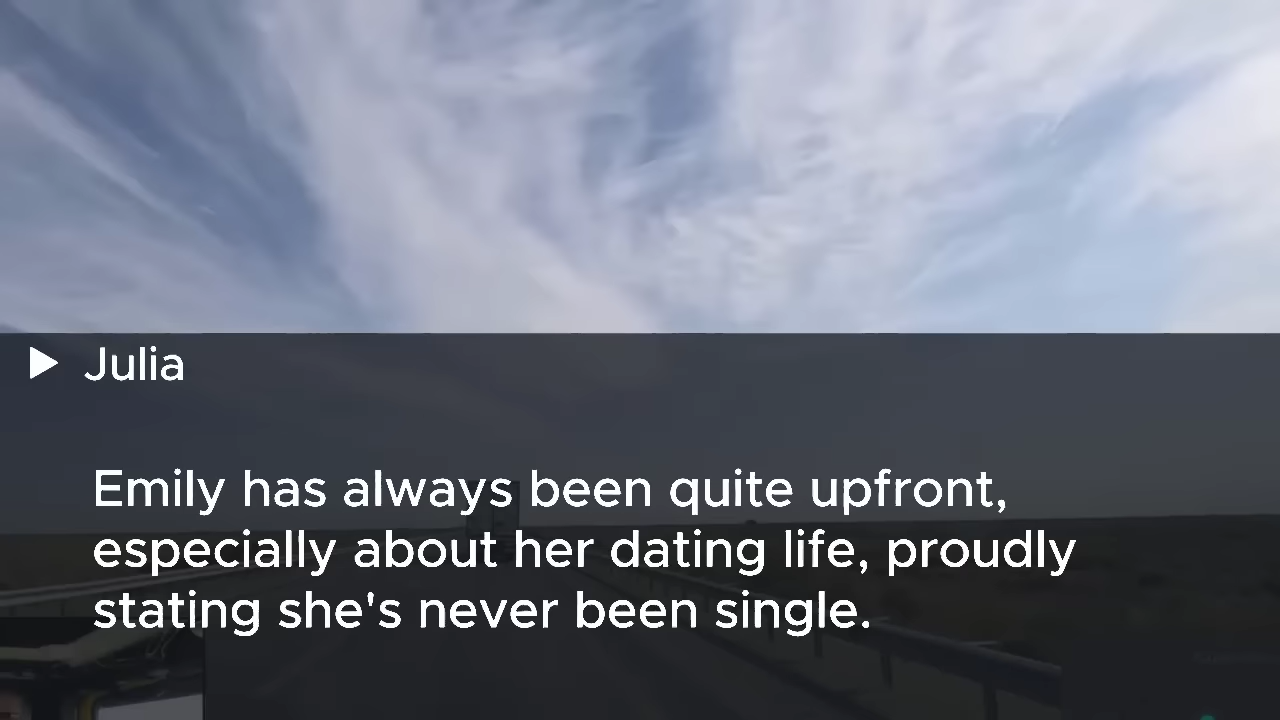 Julia
Emily has always been quite upfront,
especially about her dating life, proudly
stating she's never been single.